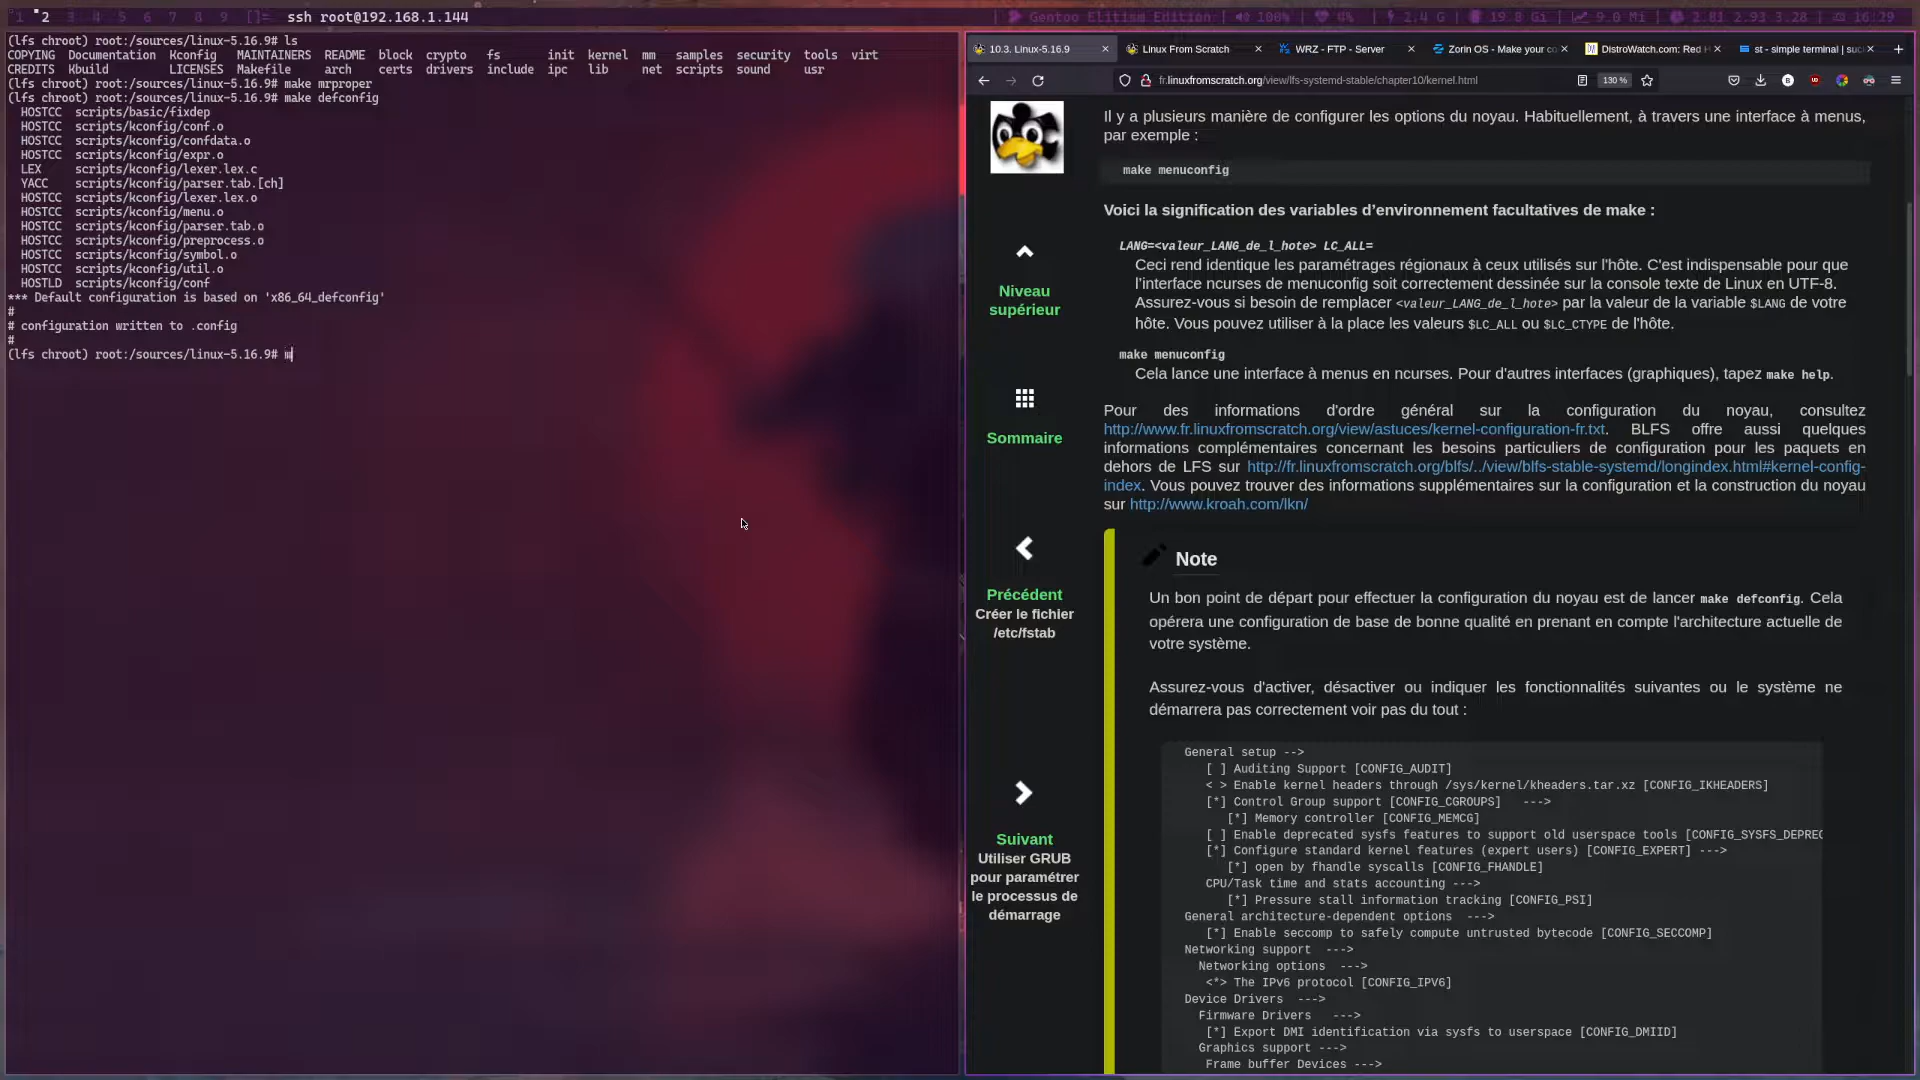 1 2 3 4 5 6 7 8 9 []= ssh root@192.168.1.144
Gentoo Elitism Edition | 100% | 4% | 2.4 G | 19.8 Gi | 9.0 Mi | 2.81 2.93 3.28 | 16:29
(lfs chroot) root:/sources/linux-5.16.9# ls
COPYING Documentation Kconfig MAINTAINERS README block crypto fs init kernel mm samples security tools virt
CREDITS Kbuild LICENSES Makefile arch certs drivers include ipc lib net scripts sound usr
(lfs chroot) root:/sources/linux-5.16.9# make mrproper
(lfs chroot) root:/sources/linux-5.16.9# make defconfig
HOSTCC scripts/basic/fixdep
HOSTCC scripts/kconfig/conf.o
HOSTCC scripts/kconfig/confdata.o
HOSTCC scripts/kconfig/expr.o
LEX scripts/kconfig/lexer.lex.c
YACC scripts/kconfig/parser.tab.[ch]
HOSTCC scripts/kconfig/lexer.lex.o
HOSTCC scripts/kconfig/menu.o
HOSTCC scripts/kconfig/parser.tab.o
HOSTCC scripts/kconfig/preprocess.o
HOSTCC scripts/kconfig/symbol.o
HOSTCC scripts/kconfig/util.o
HOSTLD scripts/kconfig/conf
*** Default configuration is based on 'x86_64_defconfig'
#
# configuration written to .config
#
(lfs chroot) root:/sources/linux-5.16.9# m
10.3. Linux-5.16.9
Linux From Scratch
WRZ - FTP - Server
Zorin OS - Make your co
DistroWatch.com: Red H
st - simple terminal | suc
fr.linuxfromscratch.org/view/lfs-systemd-stable/chapter10/kernel.html
130 %
Niveau
supérieur
Sommaire
Précédent
Créer le fichier
/etc/fstab
Suivant
Utiliser GRUB
pour paramétrer
le processus de
démarrage
Il y a plusieurs manière de configurer les options du noyau. Habituellement, à travers une interface à menus,
par exemple :
make menuconfig
Voici la signification des variables d’environnement facultatives de make :
LANG=<valeur_LANG_de_l_hote> LC_ALL=
Ceci rend identique les paramétrages régionaux à ceux utilisés sur l'hôte. C'est indispensable pour que
l'interface ncurses de menuconfig soit correctement dessinée sur la console texte de Linux en UTF-8.
Assurez-vous si besoin de remplacer <valeur_LANG_de_l_hote> par la valeur de la variable $LANG de votre
hôte. Vous pouvez utiliser à la place les valeurs $LC_ALL ou $LC_CTYPE de l'hôte.
make menuconfig
Cela lance une interface à menus en ncurses. Pour d'autres interfaces (graphiques), tapez make help.
Pour des informations d'ordre général sur la configuration du noyau, consultez
http://www.fr.linuxfromscratch.org/view/astuces/kernel-configuration-fr.txt. BLFS offre aussi quelques
informations complémentaires concernant les besoins particuliers de configuration pour les paquets en
dehors de LFS sur http://fr.linuxfromscratch.org/blfs/../view/blfs-stable-systemd/longindex.html#kernel-config-
index. Vous pouvez trouver des informations supplémentaires sur la configuration et la construction du noyau
sur http://www.kroah.com/lkn/
Note
Un bon point de départ pour effectuer la configuration du noyau est de lancer make defconfig. Cela
opérera une configuration de base de bonne qualité en prenant en compte l'architecture actuelle de
votre système.
Assurez-vous d'activer, désactiver ou indiquer les fonctionnalités suivantes ou le système ne
démarrera pas correctement voir pas du tout :
General setup -->
[ ] Auditing Support [CONFIG_AUDIT]
< > Enable kernel headers through /sys/kernel/kheaders.tar.xz [CONFIG_IKHEADERS]
[*] Control Group support [CONFIG_CGROUPS] --->
[*] Memory controller [CONFIG_MEMCG]
[ ] Enable deprecated sysfs features to support old userspace tools [CONFIG_SYSFS_DEPREC
[*] Configure standard kernel features (expert users) [CONFIG_EXPERT] --->
[*] open by fhandle syscalls [CONFIG_FHANDLE]
CPU/Task time and stats accounting --->
[*] Pressure stall information tracking [CONFIG_PSI]
General architecture-dependent options --->
[*] Enable seccomp to safely compute untrusted bytecode [CONFIG_SECCOMP]
Networking support --->
Networking options --->
<*> The IPv6 protocol [CONFIG_IPV6]
Device Drivers --->
Firmware Drivers --->
[*] Export DMI identification via sysfs to userspace [CONFIG_DMIID]
Graphics support --->
Frame buffer Devices --->